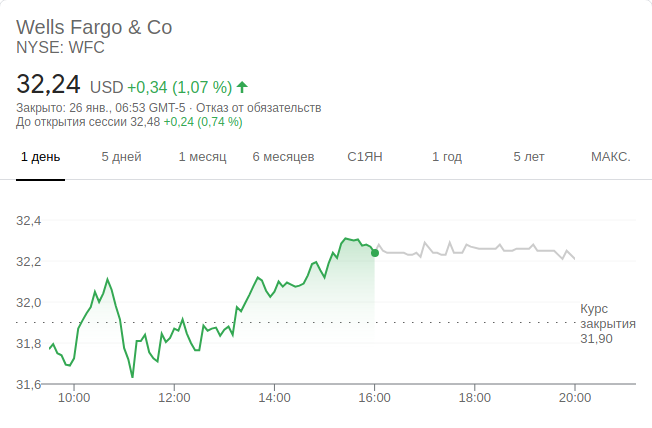 Wells Fargo & Co
NYSE: WFC
32,24 USD +0,34 (1,07 %)
Закрыто: 26 янв., 06:53 GMT-5 · Отказ от обязательств
До открытия сессии 32,48 +0,24 (0,74 %)
1 день 5 дней 1 месяц 6 месяцев С1ЯН 1 год 5 лет МАКС.
32,4
32,2
32,0
Курс
закрытия
31,90
31,8
31,6
10:00 12:00 14:00 16:00 18:00 20:00